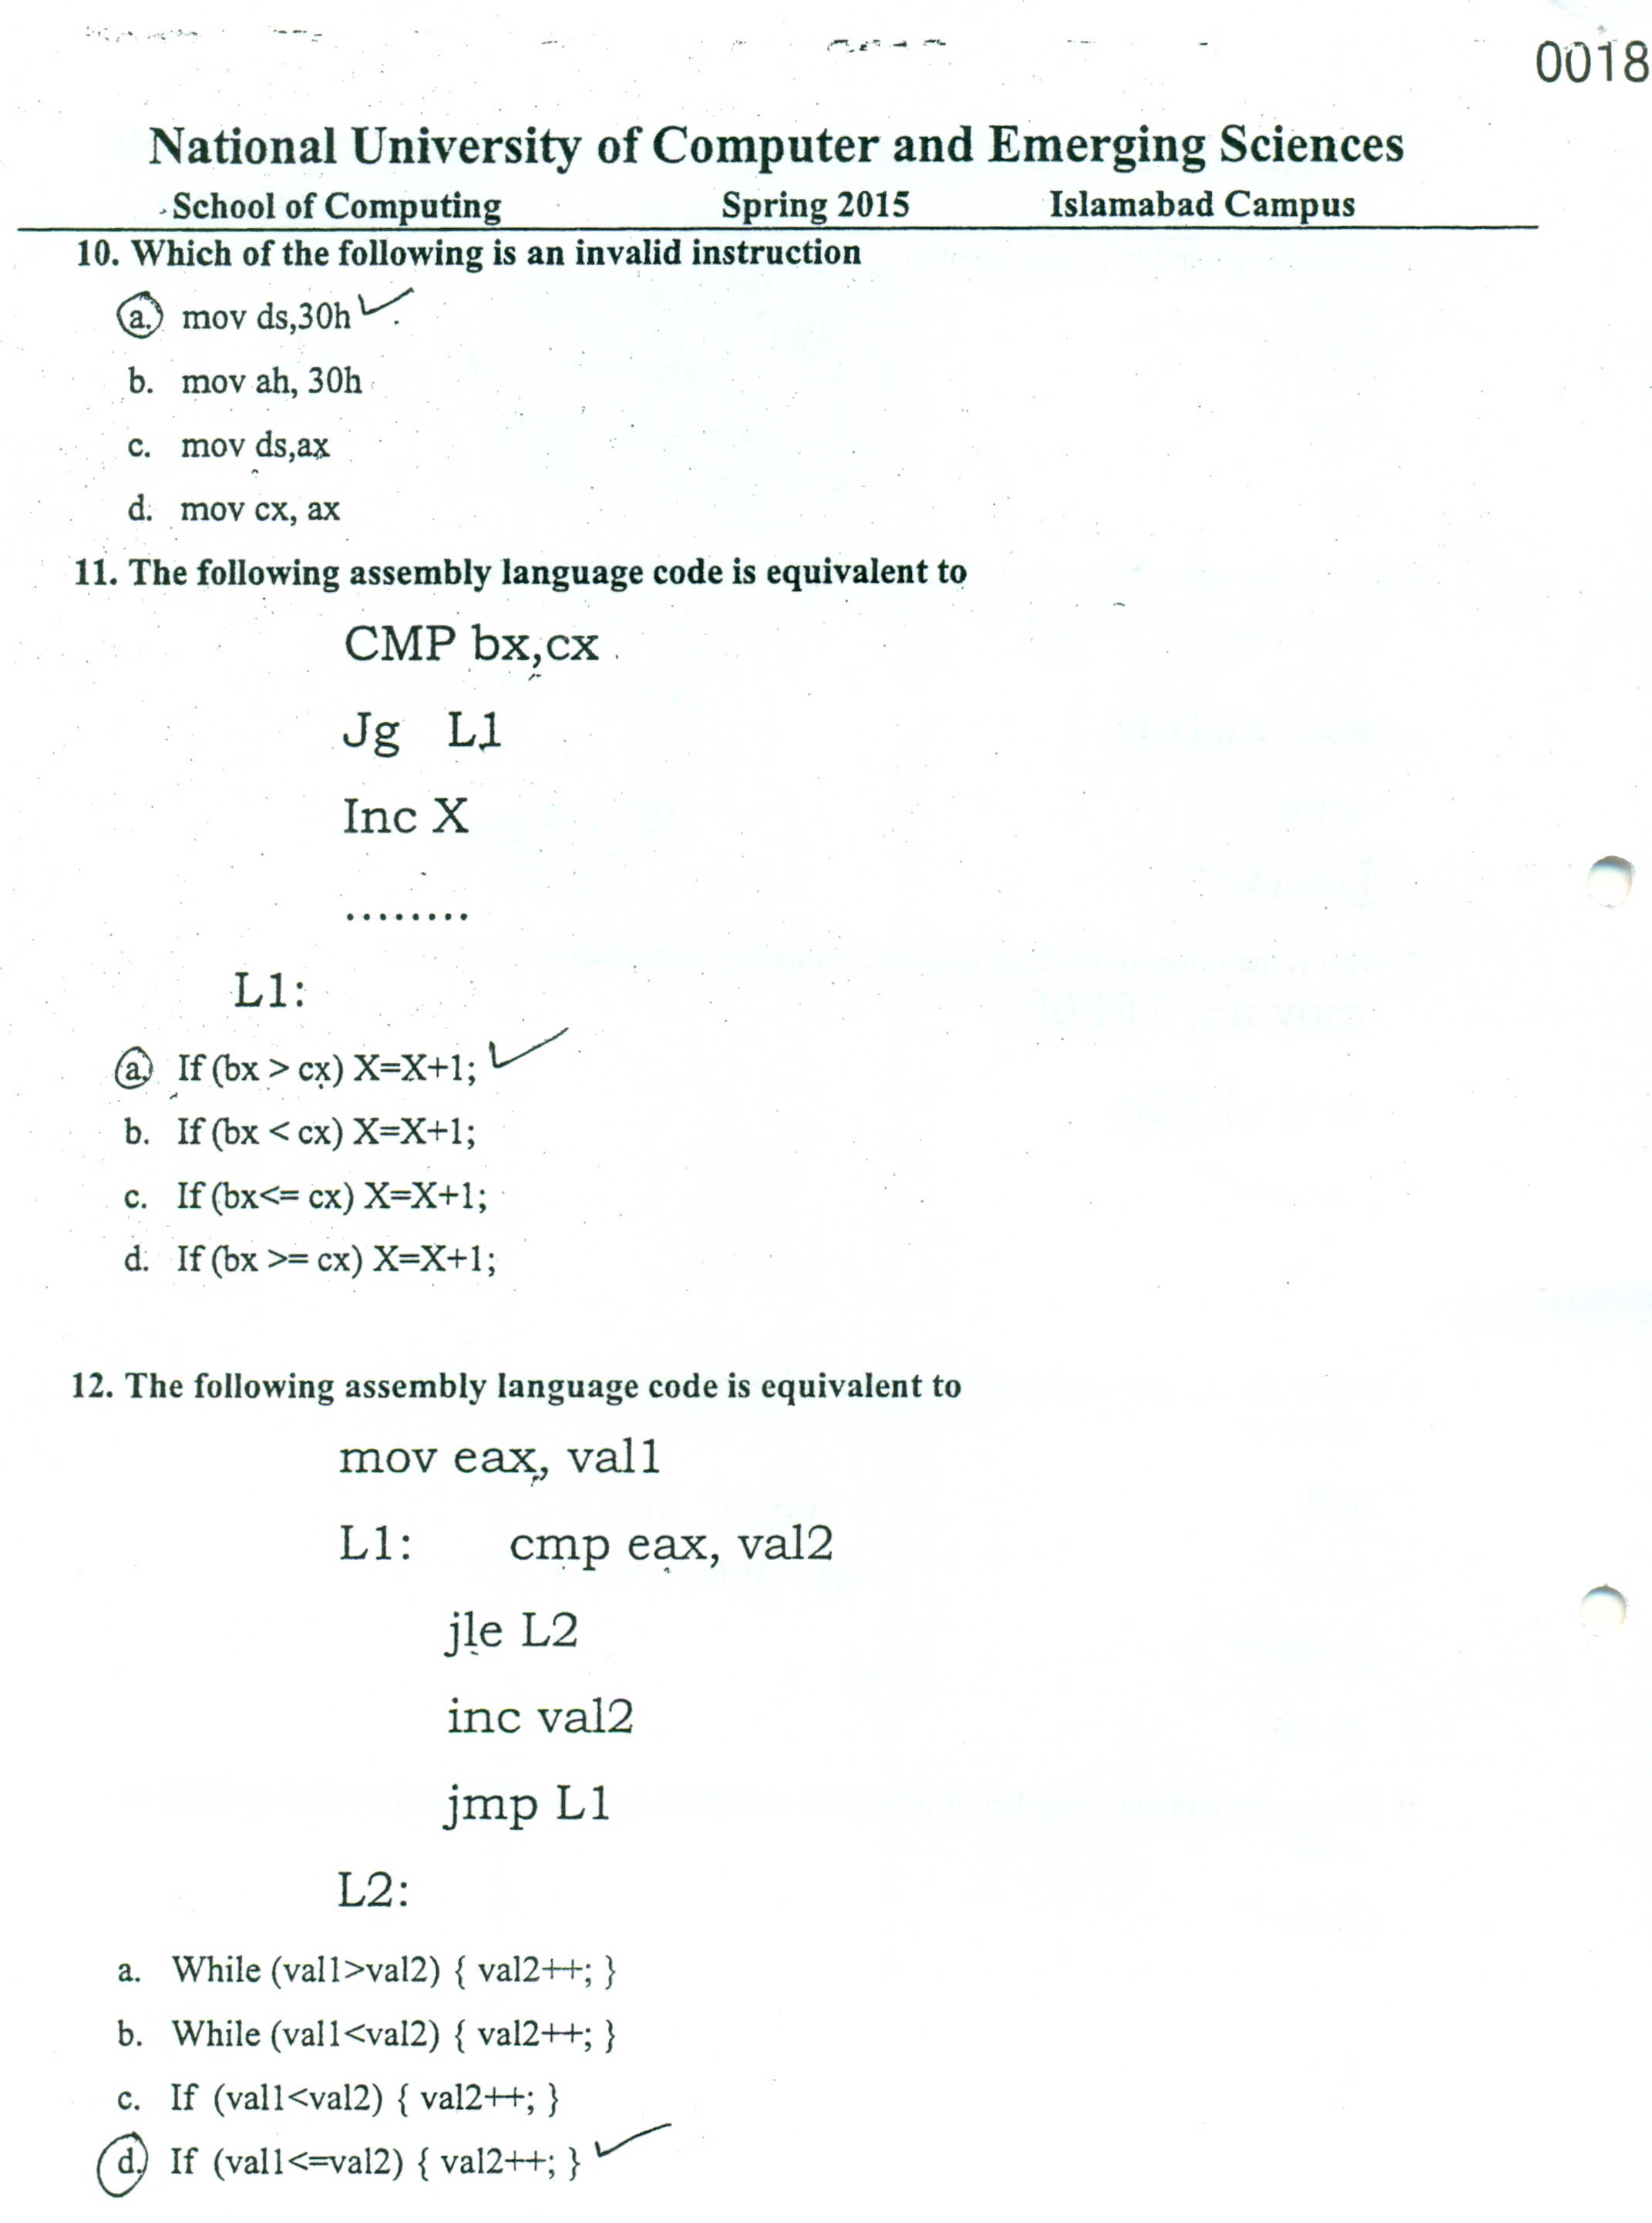 0018
National University of Computer and Emerging Sciences
School of Computing Spring 2015 Islamabad Campus
10. Which of the following is an invalid instruction
a. mov ds,30h
b. mov ah, 30h
c. mov ds,ax
d. mov cx, ax
11. The following assembly language code is equivalent to
CMP bx,cx
Jg L1
Inc X
........
L1:
a. If (bx > cx) X=X+1;
b. If (bx < cx) X=X+1;
c. If (bx<= cx) X=X+1;
d. If (bx >= cx) X=X+1;
12. The following assembly language code is equivalent to
mov eax, val1
L1: cmp eax, val2
jle L2
inc val2
jmp L1
L2:
a. While (val1>val2) { val2++; }
b. While (val1<val2) { val2++; }
c. If (val1<val2) { val2++; }
d. If (val1<=val2) { val2++; }